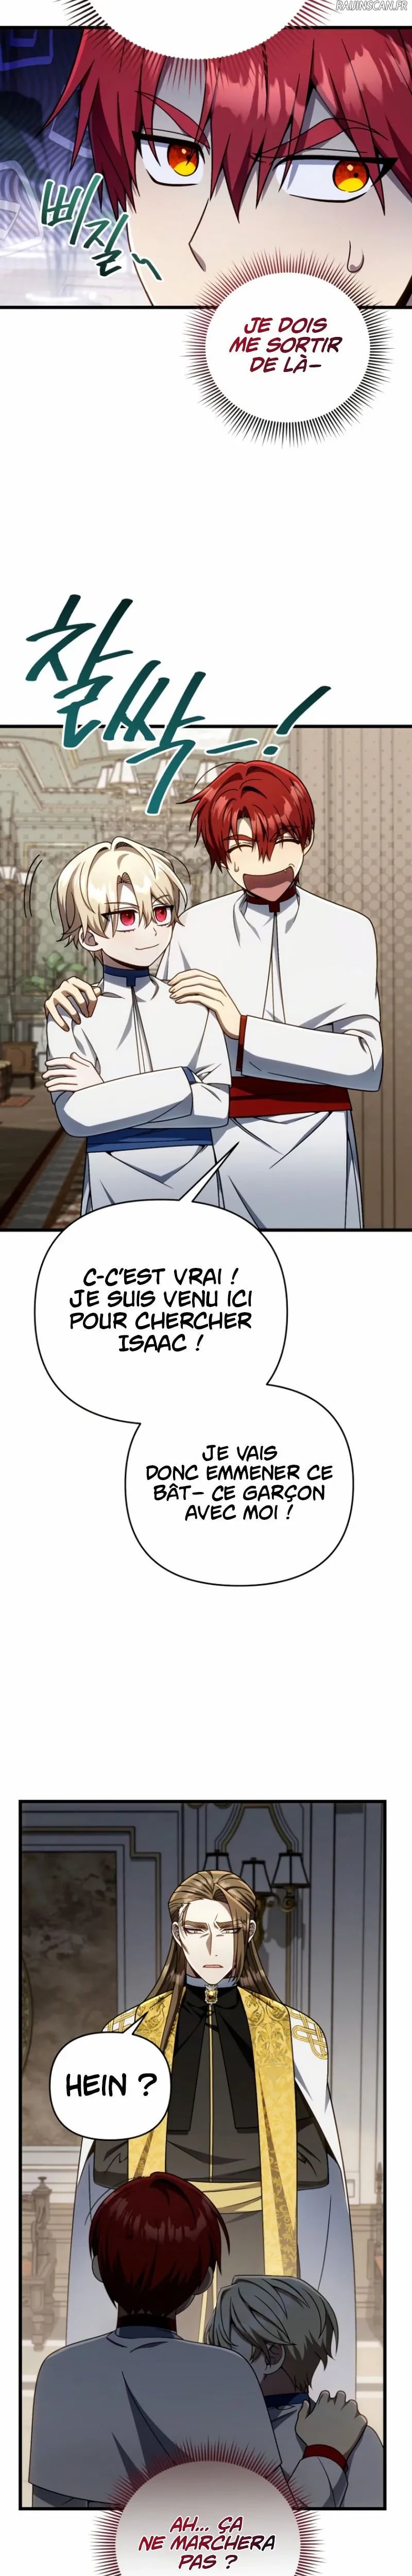 RAIJINSCAN.FR
삐질~
JE DOIS
ME SORTIR
DE LÀ-
찰싹-!
C-C'EST VRAI !
JE SUIS VENU ICI
POUR CHERCHER
ISAAC !
JE VAIS
DONC EMMENER CE
BÂT- CE GARÇON
AVEC MOI !
HEIN ?
AH... ÇA
NE MARCHERA
PAS ?